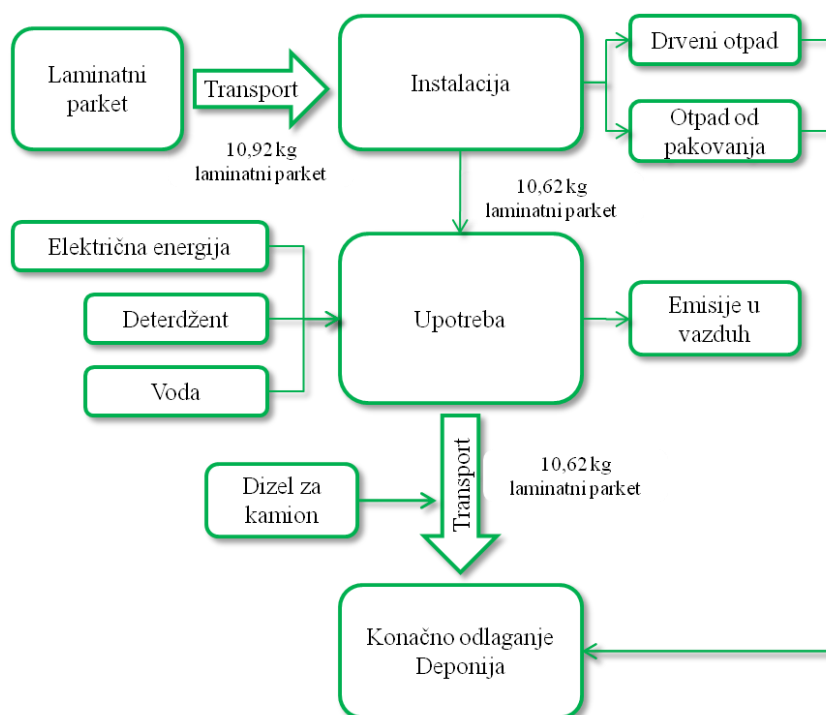 Laminatni
parket
Transport
10,92 kg
laminatni parket
Instalacija
Drveni otpad
Otpad od
pakovanja
10,62 kg
laminatni parket
Električna energija
Deterdžent
Voda
Upotreba
Emisije u
vazduh
Transport
10,62 kg
laminatni parket
Dizel za
kamion
Konačno odlaganje
Deponija